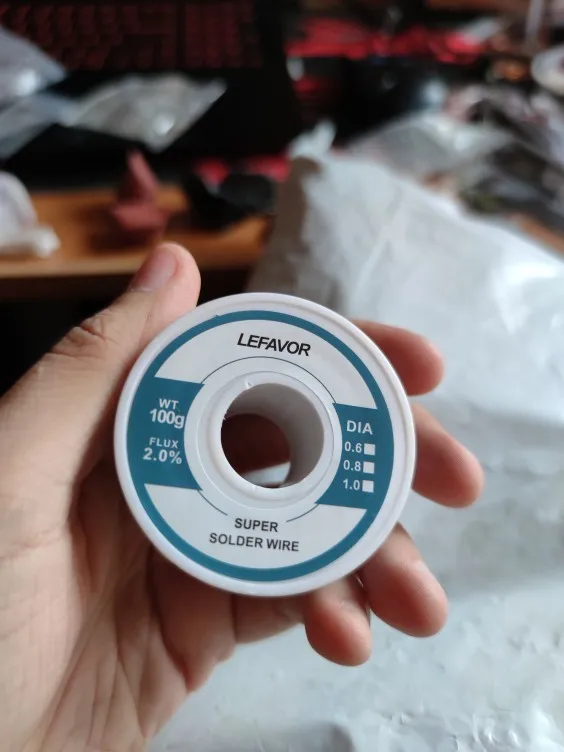 LEFAVOR
WT
100g
FLUX
2.0%
DIA
0.6
0.8
1.0
SUPER
SOLDER WIRE